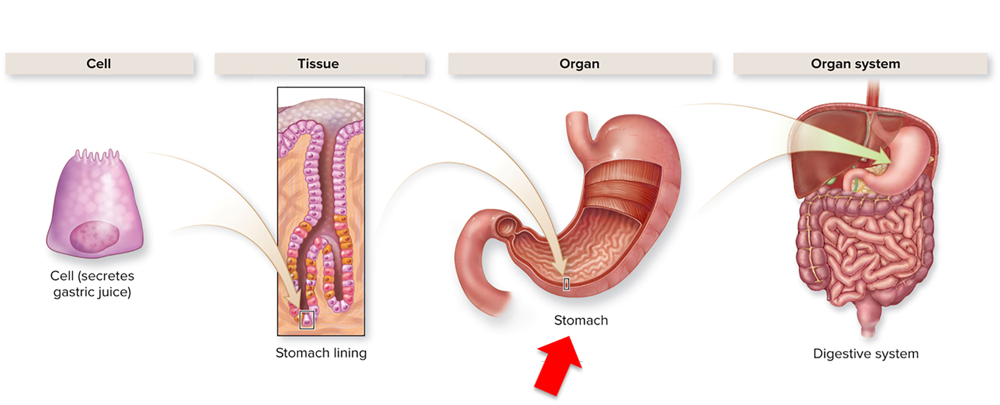 Cell
Tissue
Organ
Organ system
Cell (secretes
gastric juice)
Stomach lining
Stomach
Digestive system